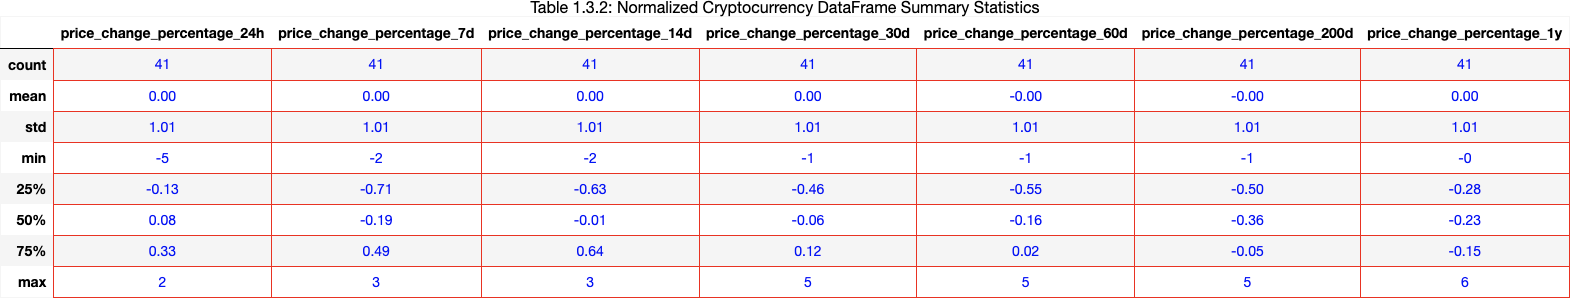 Table 1.3.2: Normalized Cryptocurrency DataFrame Summary Statistics
price_change_percentage_24h price_change_percentage_7d price_change_percentage_14d price_change_percentage_30d price_change_percentage_60d price_change_percentage_200d price_change_percentage_1y
count 41 41 41 41 41 41 41
mean 0.00 0.00 0.00 0.00 -0.00 -0.00 0.00
std 1.01 1.01 1.01 1.01 1.01 1.01 1.01
min -5 -2 -2 -1 -1 -1 -0
25% -0.13 -0.71 -0.63 -0.46 -0.55 -0.50 -0.28
50% 0.08 -0.19 -0.01 -0.06 -0.16 -0.36 -0.23
75% 0.33 0.49 0.64 0.12 0.02 -0.05 -0.15
max 2 3 3 5 5 5 6